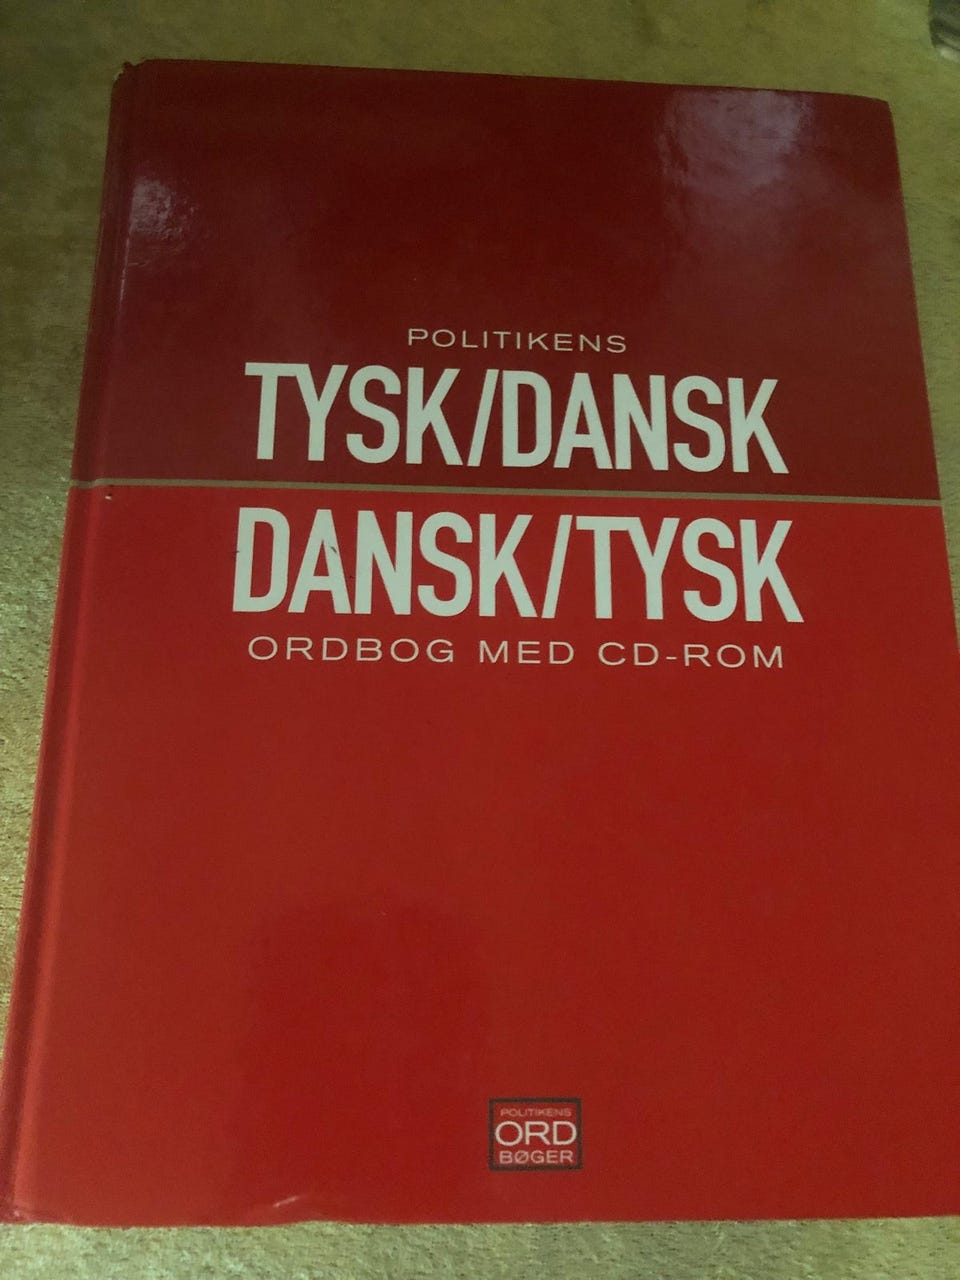 POLITIKENS
TYSK/DANSK
DANSK/TYSK
ORDBOG MED CD-ROM
POLITIKENS
ORD
BØGER